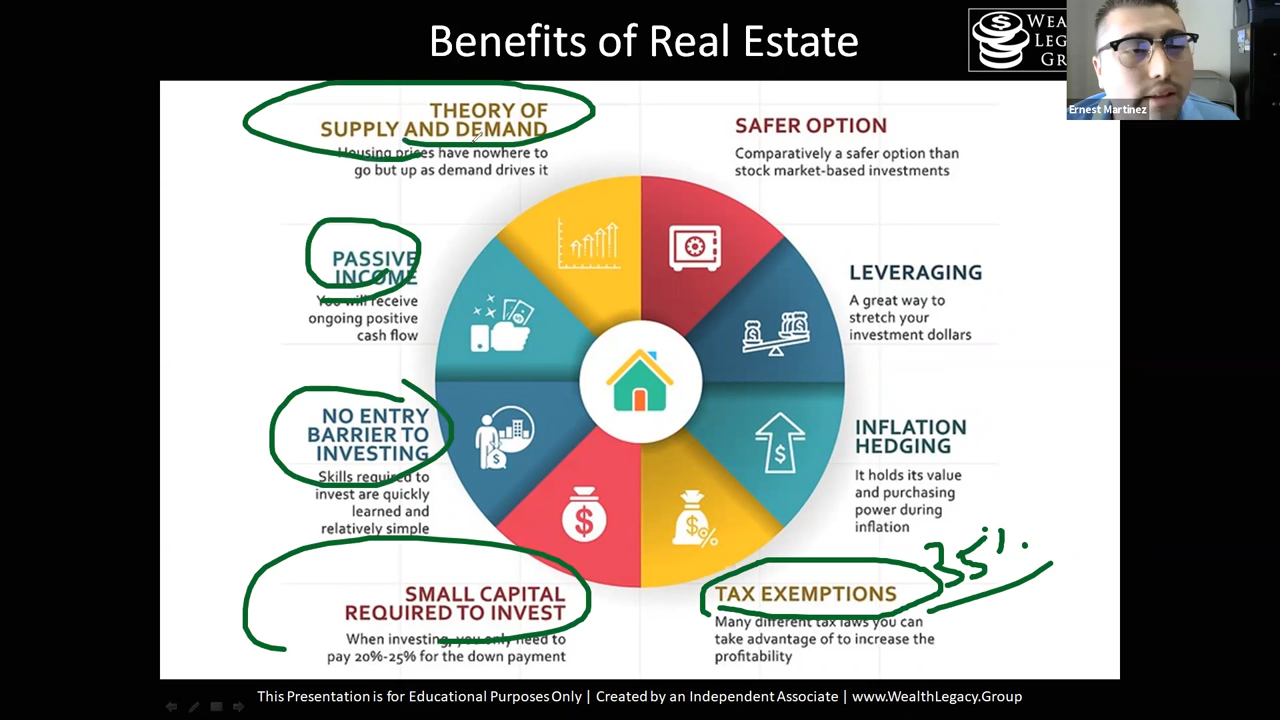 Benefits of Real Estate
WEA
LEG
GR
Ernest Martinez
THEORY OF
SUPPLY AND DEMAND
Housing prices have nowhere to
go but up as demand drives it
SAFER OPTION
Comparatively a safer option than
stock market-based investments
PASSIVE
INCOME
You will receive
ongoing positive
cash flow
LEVERAGING
A great way to
stretch your
investment dollars
NO ENTRY
BARRIER TO
INVESTING
Skills required to
invest are quickly
learned and
relatively simple
INFLATION
HEDGING
It holds its value
and purchasing
power during
inflation
SMALL CAPITAL
REQUIRED TO INVEST
When investing, you only need to
pay 20%-25% for the down payment
TAX EXEMPTIONS
35%
Many different tax laws you can
take advantage of to increase the
profitability
This Presentation is for Educational Purposes Only | Created by an Independent Associate | www.WealthLegacy.Group